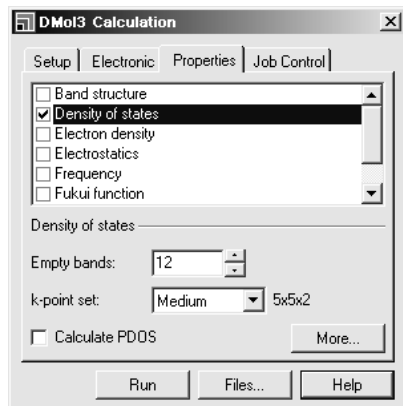 DMol3 Calculation
Setup Electronic Properties Job Control
Band structure
Density of states
Electron density
Electrostatics
Frequency
Fukui function
Density of states
Empty bands: 12
k-point set: Medium 5x5x2
Calculate PDOS More...
Run Files... Help